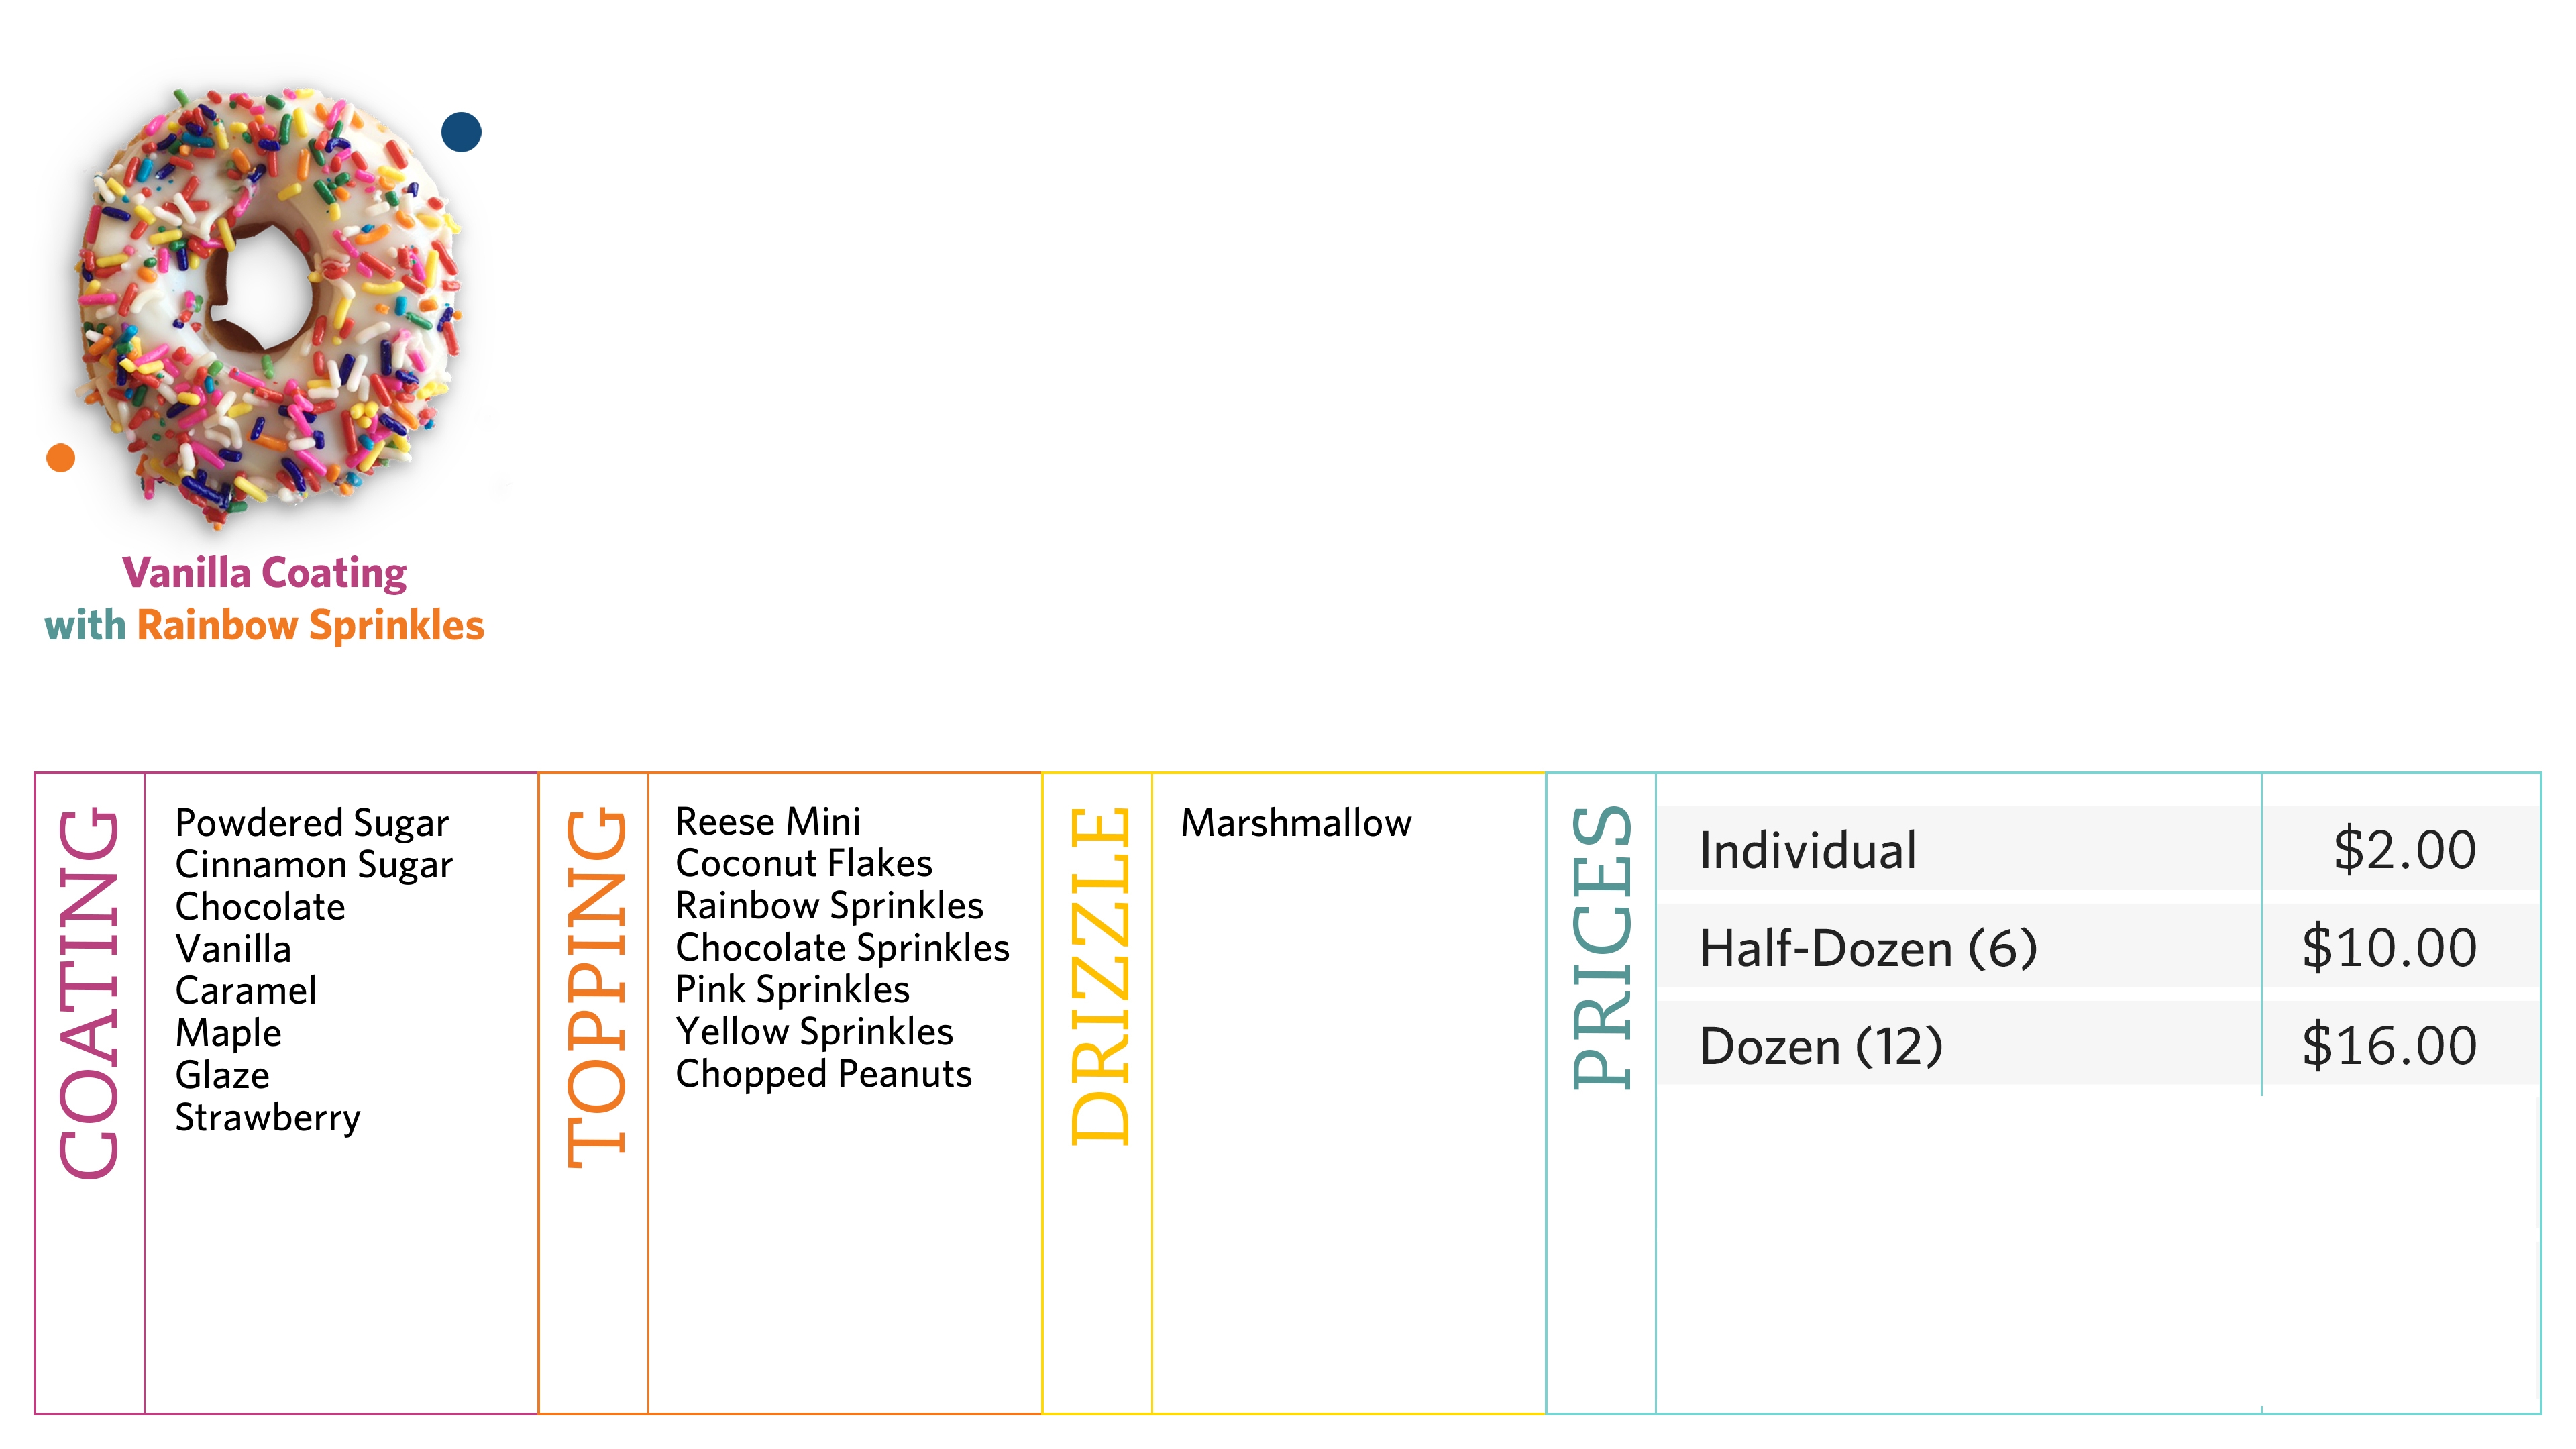 Vanilla Coating
with Rainbow Sprinkles
COATING
Powdered Sugar
Cinnamon Sugar
Chocolate
Vanilla
Caramel
Maple
Glaze
Strawberry
TOPPING
Reese Mini
Coconut Flakes
Rainbow Sprinkles
Chocolate Sprinkles
Pink Sprinkles
Yellow Sprinkles
Chopped Peanuts
DRIZZLE
Marshmallow
PRICES
Individual $2.00
Half-Dozen (6) $10.00
Dozen (12) $16.00